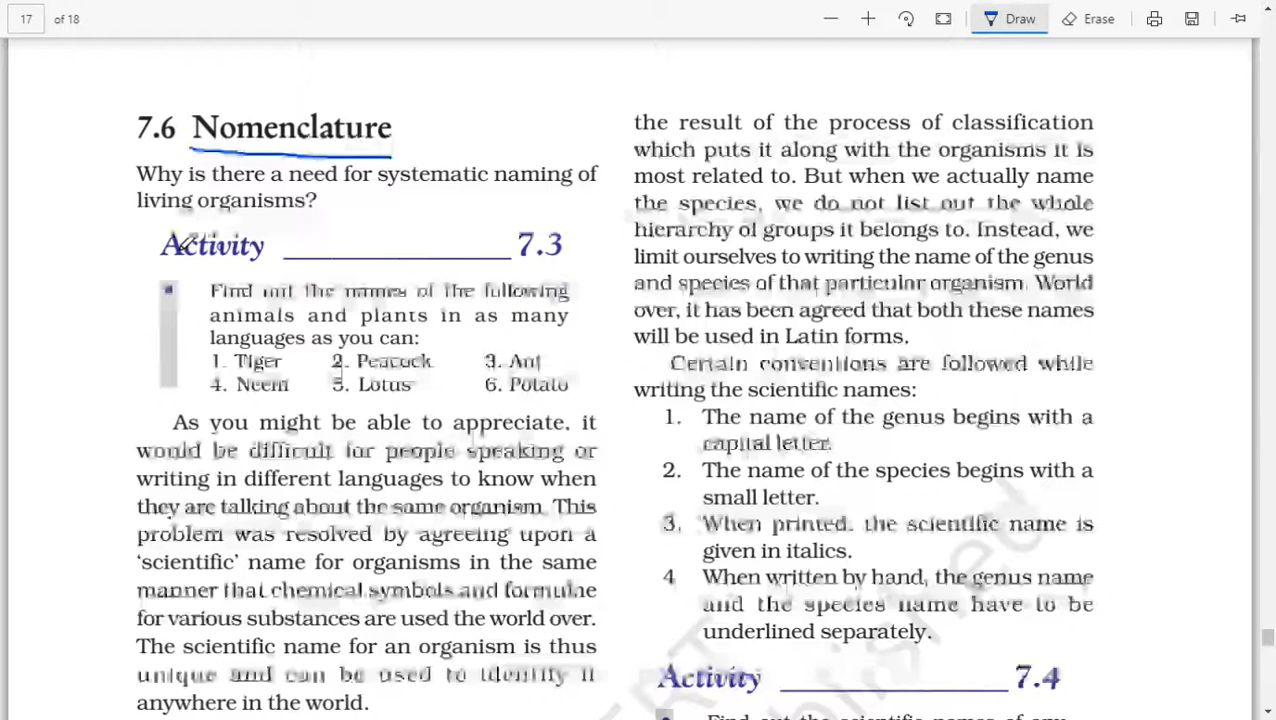 17 of 18
Draw
Erase
7.6 Nomenclature
Why is there a need for systematic naming of
living organisms?
Activity 7.3
Find out the names of the following
animals and plants in as many
languages as you can:
1. Tiger 2. Peacock 3. Ant
4. Neem 5. Lotus 6. Potato
As you might be able to appreciate, it
would be difficult for people speaking or
writing in different languages to know when
they are talking about the same organism. This
problem was resolved by agreeing upon a
‘scientific’ name for organisms in the same
manner that chemical symbols and formulae
for various substances are used the world over.
The scientific name for an organism is thus
unique and can be used to identify it
anywhere in the world.
the result of the process of classification
which puts it along with the organisms it is
most related to. But when we actually name
the species, we do not list out the whole
hierarchy of groups it belongs to. Instead, we
limit ourselves to writing the name of the genus
and species of that particular organism. World
over, it has been agreed that both these names
will be used in Latin forms.
Certain conventions are followed while
writing the scientific names:
1. The name of the genus begins with a
capital letter.
2. The name of the species begins with a
small letter.
3. When printed, the scientific name is
given in italics.
4 When written by hand, the genus name
and the species name have to be
underlined separately.
Activity 7.4
Find out the scientific names of any